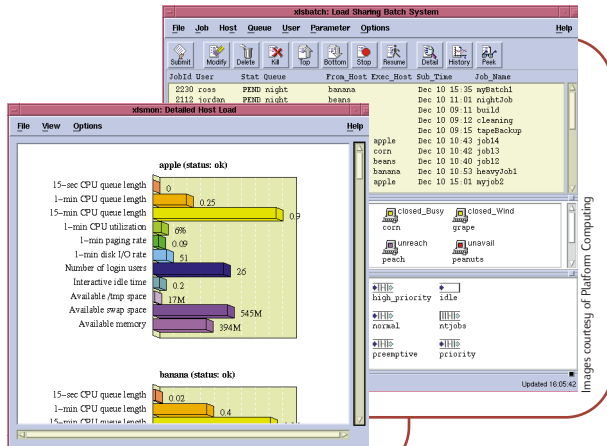 xlsbatch: Load Sharing Batch System
File Job Host Queue User Parameter Options Help
Submit Modify Delete Kill Top Bottom Stop Resume Detail History Peek
JobId User Stat Queue From_Host Exec_Host Sub_Time Job_Name
2230 ross PEND night banana Dec 10 15:35 myBatch1
2112 jordan PEND night beans Dec 10 11:01 nightJob
Dec 10 09:11 build
Dec 10 09:12 cleaning
Dec 10 09:15 tapeBackup
apple Dec 10 10:43 job14
corn Dec 10 10:42 job13
beans Dec 10 10:40 job12
banana Dec 10 10:53 heavyJob1
apple Dec 10 15:01 myjob2
closed_Busy closed_Wind
corn grape
unreach unavail
peach peanuts
high_priority idle
normal ntjobs
preemptive priority
Updated 16:05:42
xlsmon: Detailed Host Load
File View Options Help
apple (status: ok)
15-sec CPU queue length 0
1-min CPU queue length 0.25
15-min CPU queue length 0.9
1-min CPU utilization 6%
1-min paging rate 0.09
1-min disk I/O rate 51
Number of login users 26
Interactive idle time 0.2
Available /tmp space 17M
Available swap space 545M
Available memory 394M
banana (status: ok)
15-sec CPU queue length 0.02
1-min CPU queue length 0.4
15-min CPU queue length
Images courtesy of Platform Computing